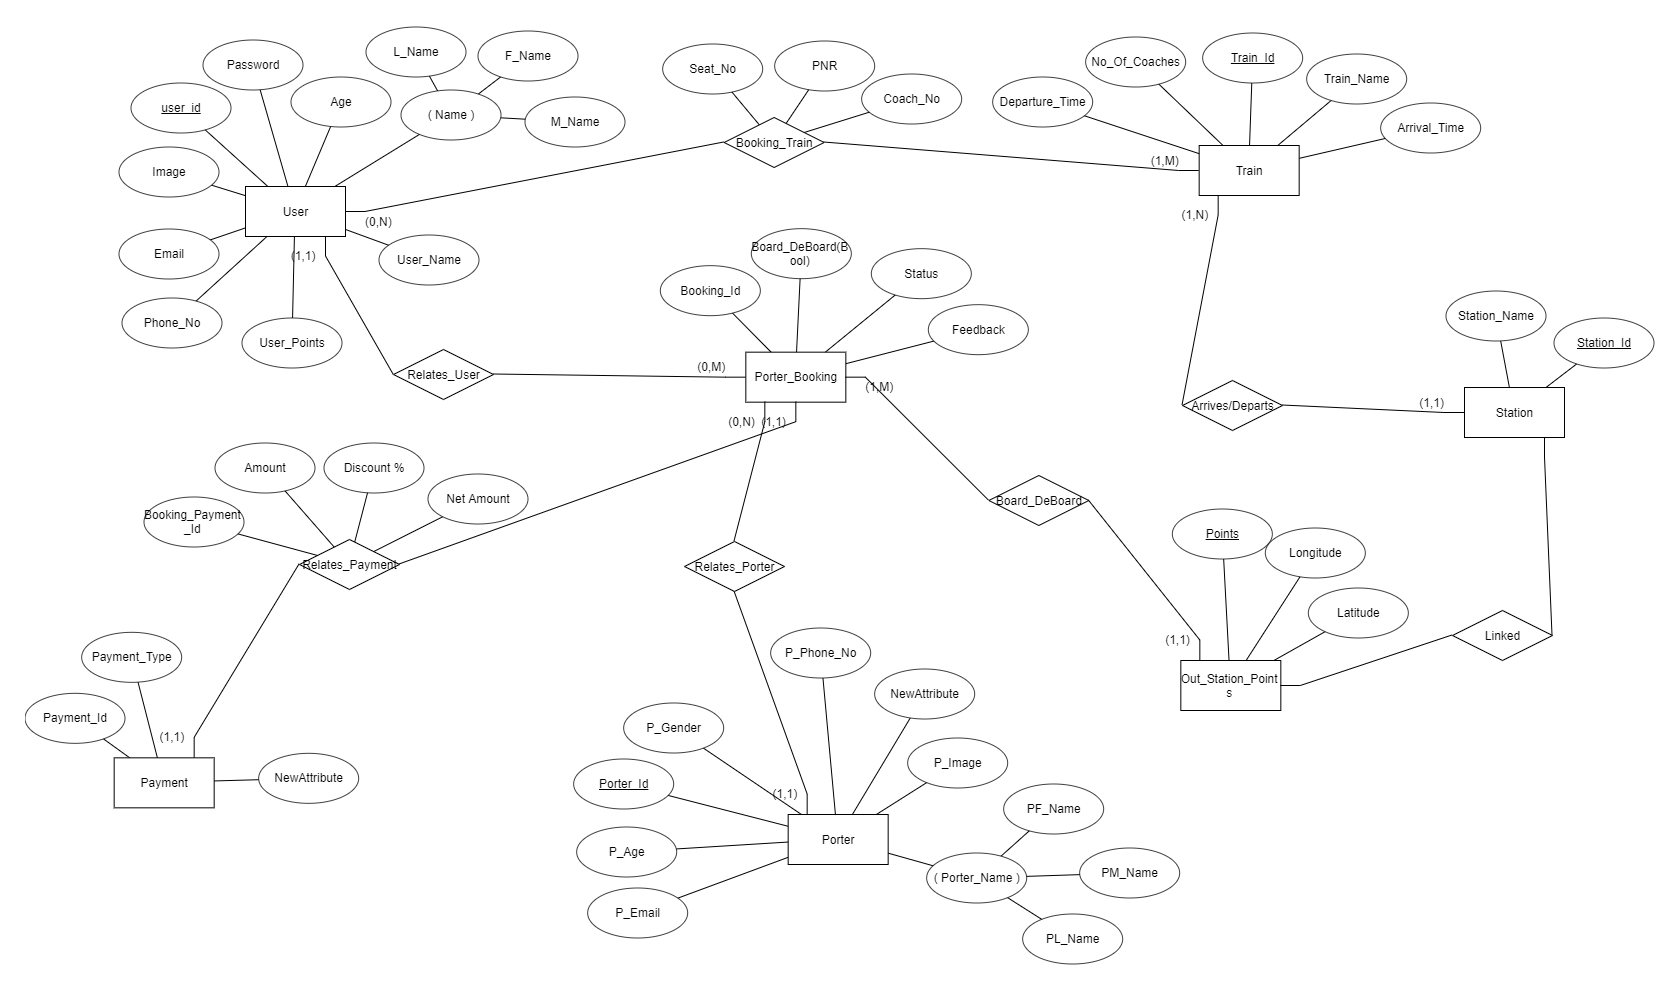 L_Name
F_Name
Password
Seat_No
PNR
No_Of_Coaches
Train_Id
Train_Name
user_id
Age
( Name )
M_Name
Coach_No
Departure_Time
Arrival_Time
Booking_Train
(1,M)
Train
Image
User
(0,N)
(1,N)
Email
(1,1)
User_Name
Board_DeBoard(B
ool)
Status
Booking_Id
Phone_No
User_Points
Feedback
Station_Name
Station_Id
Relates_User
(0,M)
Porter_Booking
(1,M)
Arrives/Departs
(1,1)
Station
(0,N)
(1,1)
Amount
Discount %
Net Amount
Booking_Payment
_Id
Board_DeBoard
Relates_Payment
Relates_Porter
Points
Longitude
Latitude
Linked
(1,1)
Out_Station_Point
s
Payment_Type
P_Phone_No
NewAttribute
Payment_Id
(1,1)
P_Gender
P_Image
Payment
NewAttribute
Porter_Id
(1,1)
PF_Name
Porter
P_Age
( Porter_Name )
PM_Name
P_Email
PL_Name